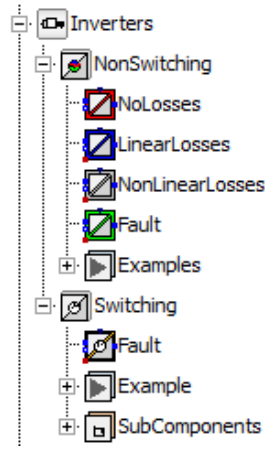 Inverters
NonSwitching
NoLosses
LinearLosses
NonLinearLosses
Fault
Examples
Switching
Fault
Example
SubComponents